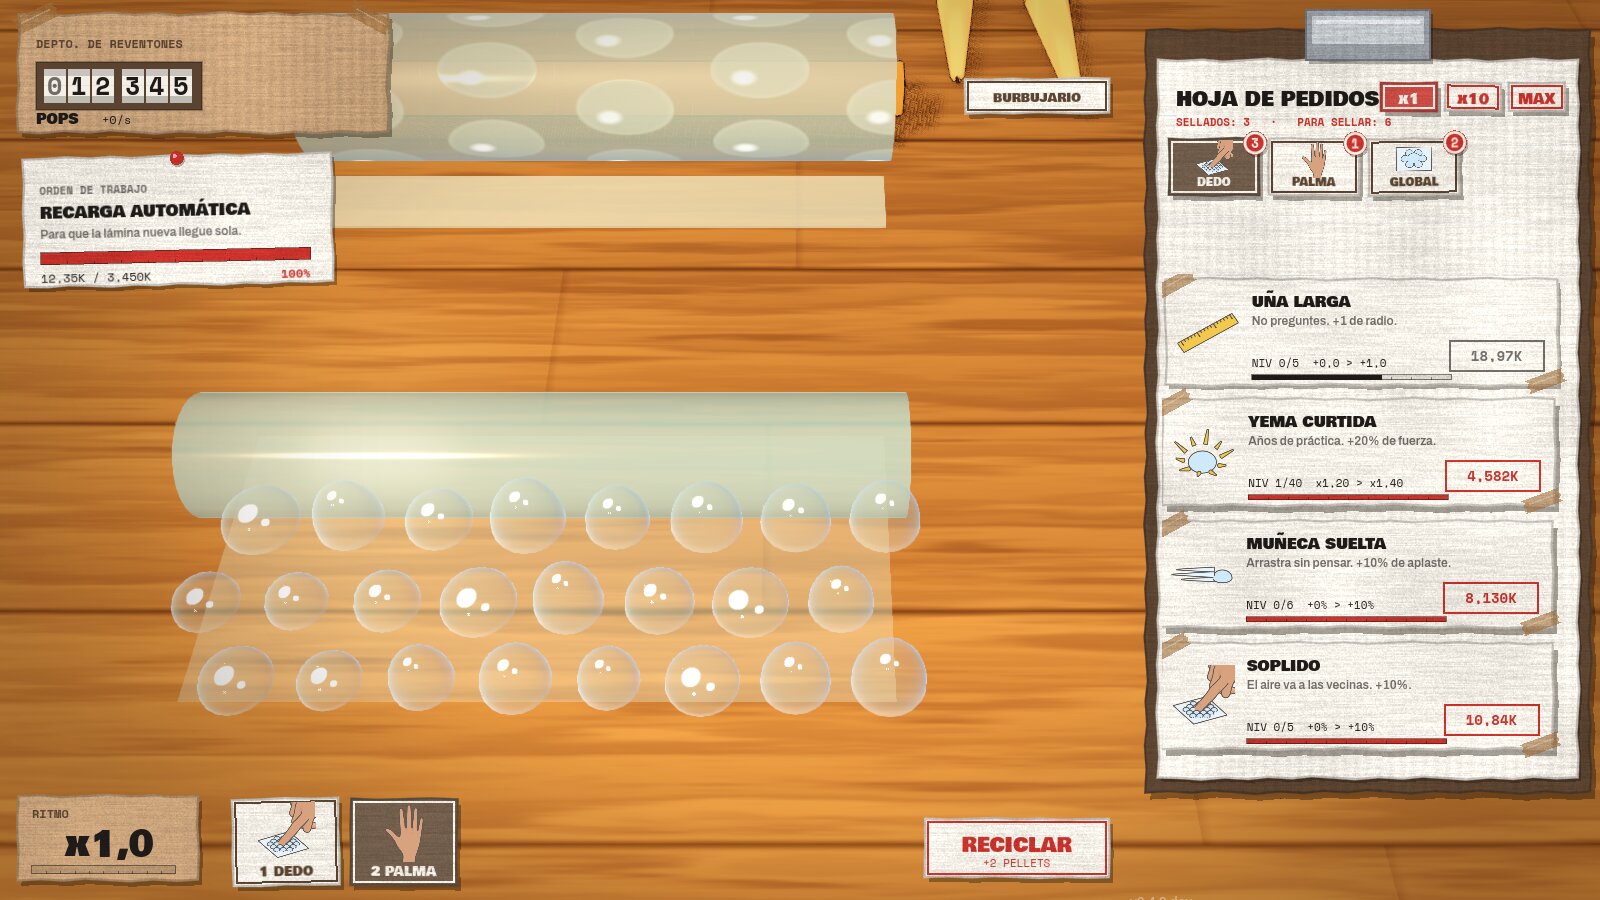 DEPTO. DE REVENTONES
012345
POPS +0/s
ORDEN DE TRABAJO
RECARGA AUTOMÁTICA
Para que la lámina nueva llegue sola.
12,35K / 3,450K 100%
BURBUJARIO
HOJA DE PEDIDOS x1 x10 MAX
SELLADOS: 3 · PARA SELLAR: 6
3 1 2
DEDO PALMA GLOBAL
UÑA LARGA
No preguntes. +1 de radio.
NIV 0/5 +0,0 > +1,0 18,97K
YEMA CURTIDA
Años de práctica. +20% de fuerza.
NIV 1/40 x1,20 > x1,40 4,582K
MUÑECA SUELTA
Arrastra sin pensar. +10% de aplaste.
NIV 0/6 +0% > +10% 8,130K
SOPLIDO
El aire va a las vecinas. +10%.
NIV 0/5 +0% > +10% 10,84K
RITMO
x1,0
1 DEDO 2 PALMA
RECICLAR
+2 PELLETS